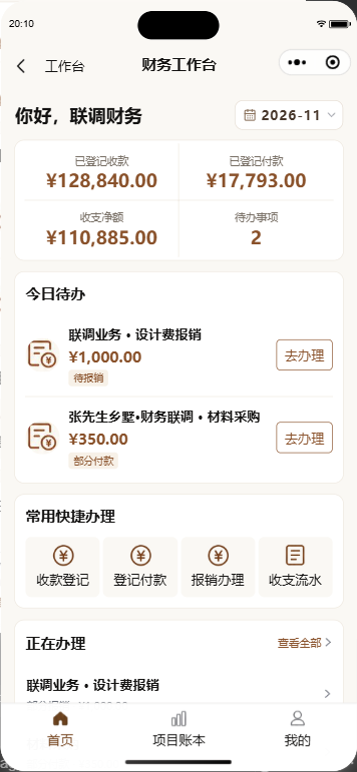 20:10
工作台
财务工作台
你好，联调财务
2026-11
已登记收款
已登记付款
¥128,840.00
¥17,793.00
收支净额
待办事项
¥110,885.00
2
今日待办
联调业务·设计费报销
¥1,000.00
待报销
去办理
张先生乡墅·财务联调·材料采购
¥350.00
部分付款
去办理
常用快捷办理
收款登记
登记付款
报销办理
收支流水
正在办理
查看全部
联调业务·设计费报销
首页
项目账本
我的